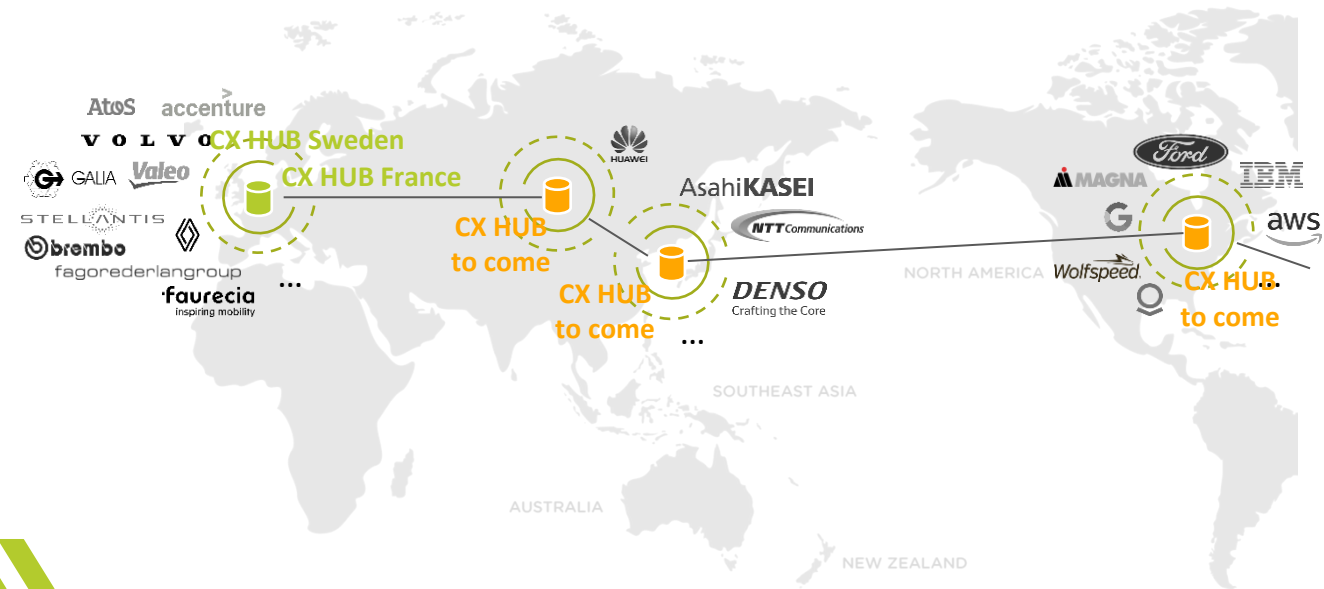 Atos
accenture
VOLVO
CX HUB Sweden
GALIA
Valeo
CX HUB France
STELLANTIS
brembo
fagorederlangroup
faurecia
inspiring mobility
...
HUAWEI
CX HUB
to come
AsahiKASEI
NTT Communications
CX HUB
to come
DENSO
Crafting the Core
...
Ford
MAGNA
IBM
G
aws
NORTH AMERICA
Wolfspeed
CX HUB
...
to come
SOUTHEAST ASIA
AUSTRALIA
NEW ZEALAND